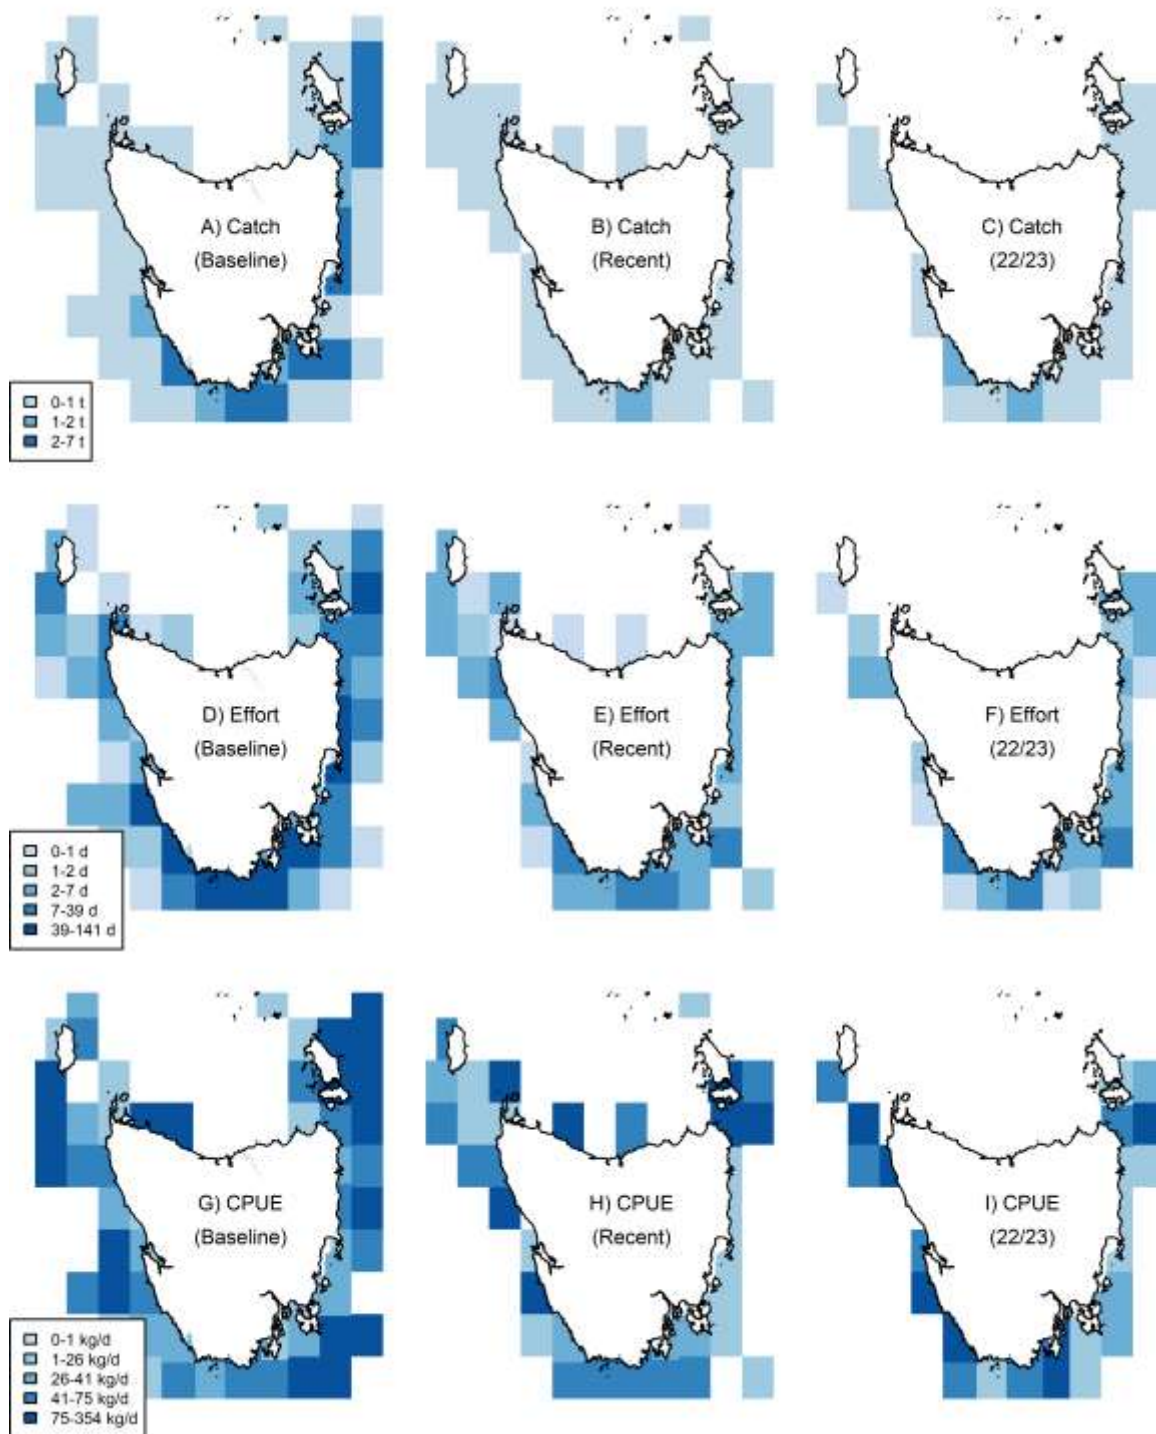 A) Catch
(Baseline)
B) Catch
(Recent)
C) Catch
(22/23)
0-1 t
1-2 t
2-7 t
D) Effort
(Baseline)
E) Effort
(Recent)
F) Effort
(22/23)
0-1 d
1-2 d
2-7 d
7-39 d
39-141 d
G) CPUE
(Baseline)
H) CPUE
(Recent)
I) CPUE
(22/23)
0-1 kg/d
1-26 kg/d
26-41 kg/d
41-75 kg/d
75-354 kg/d